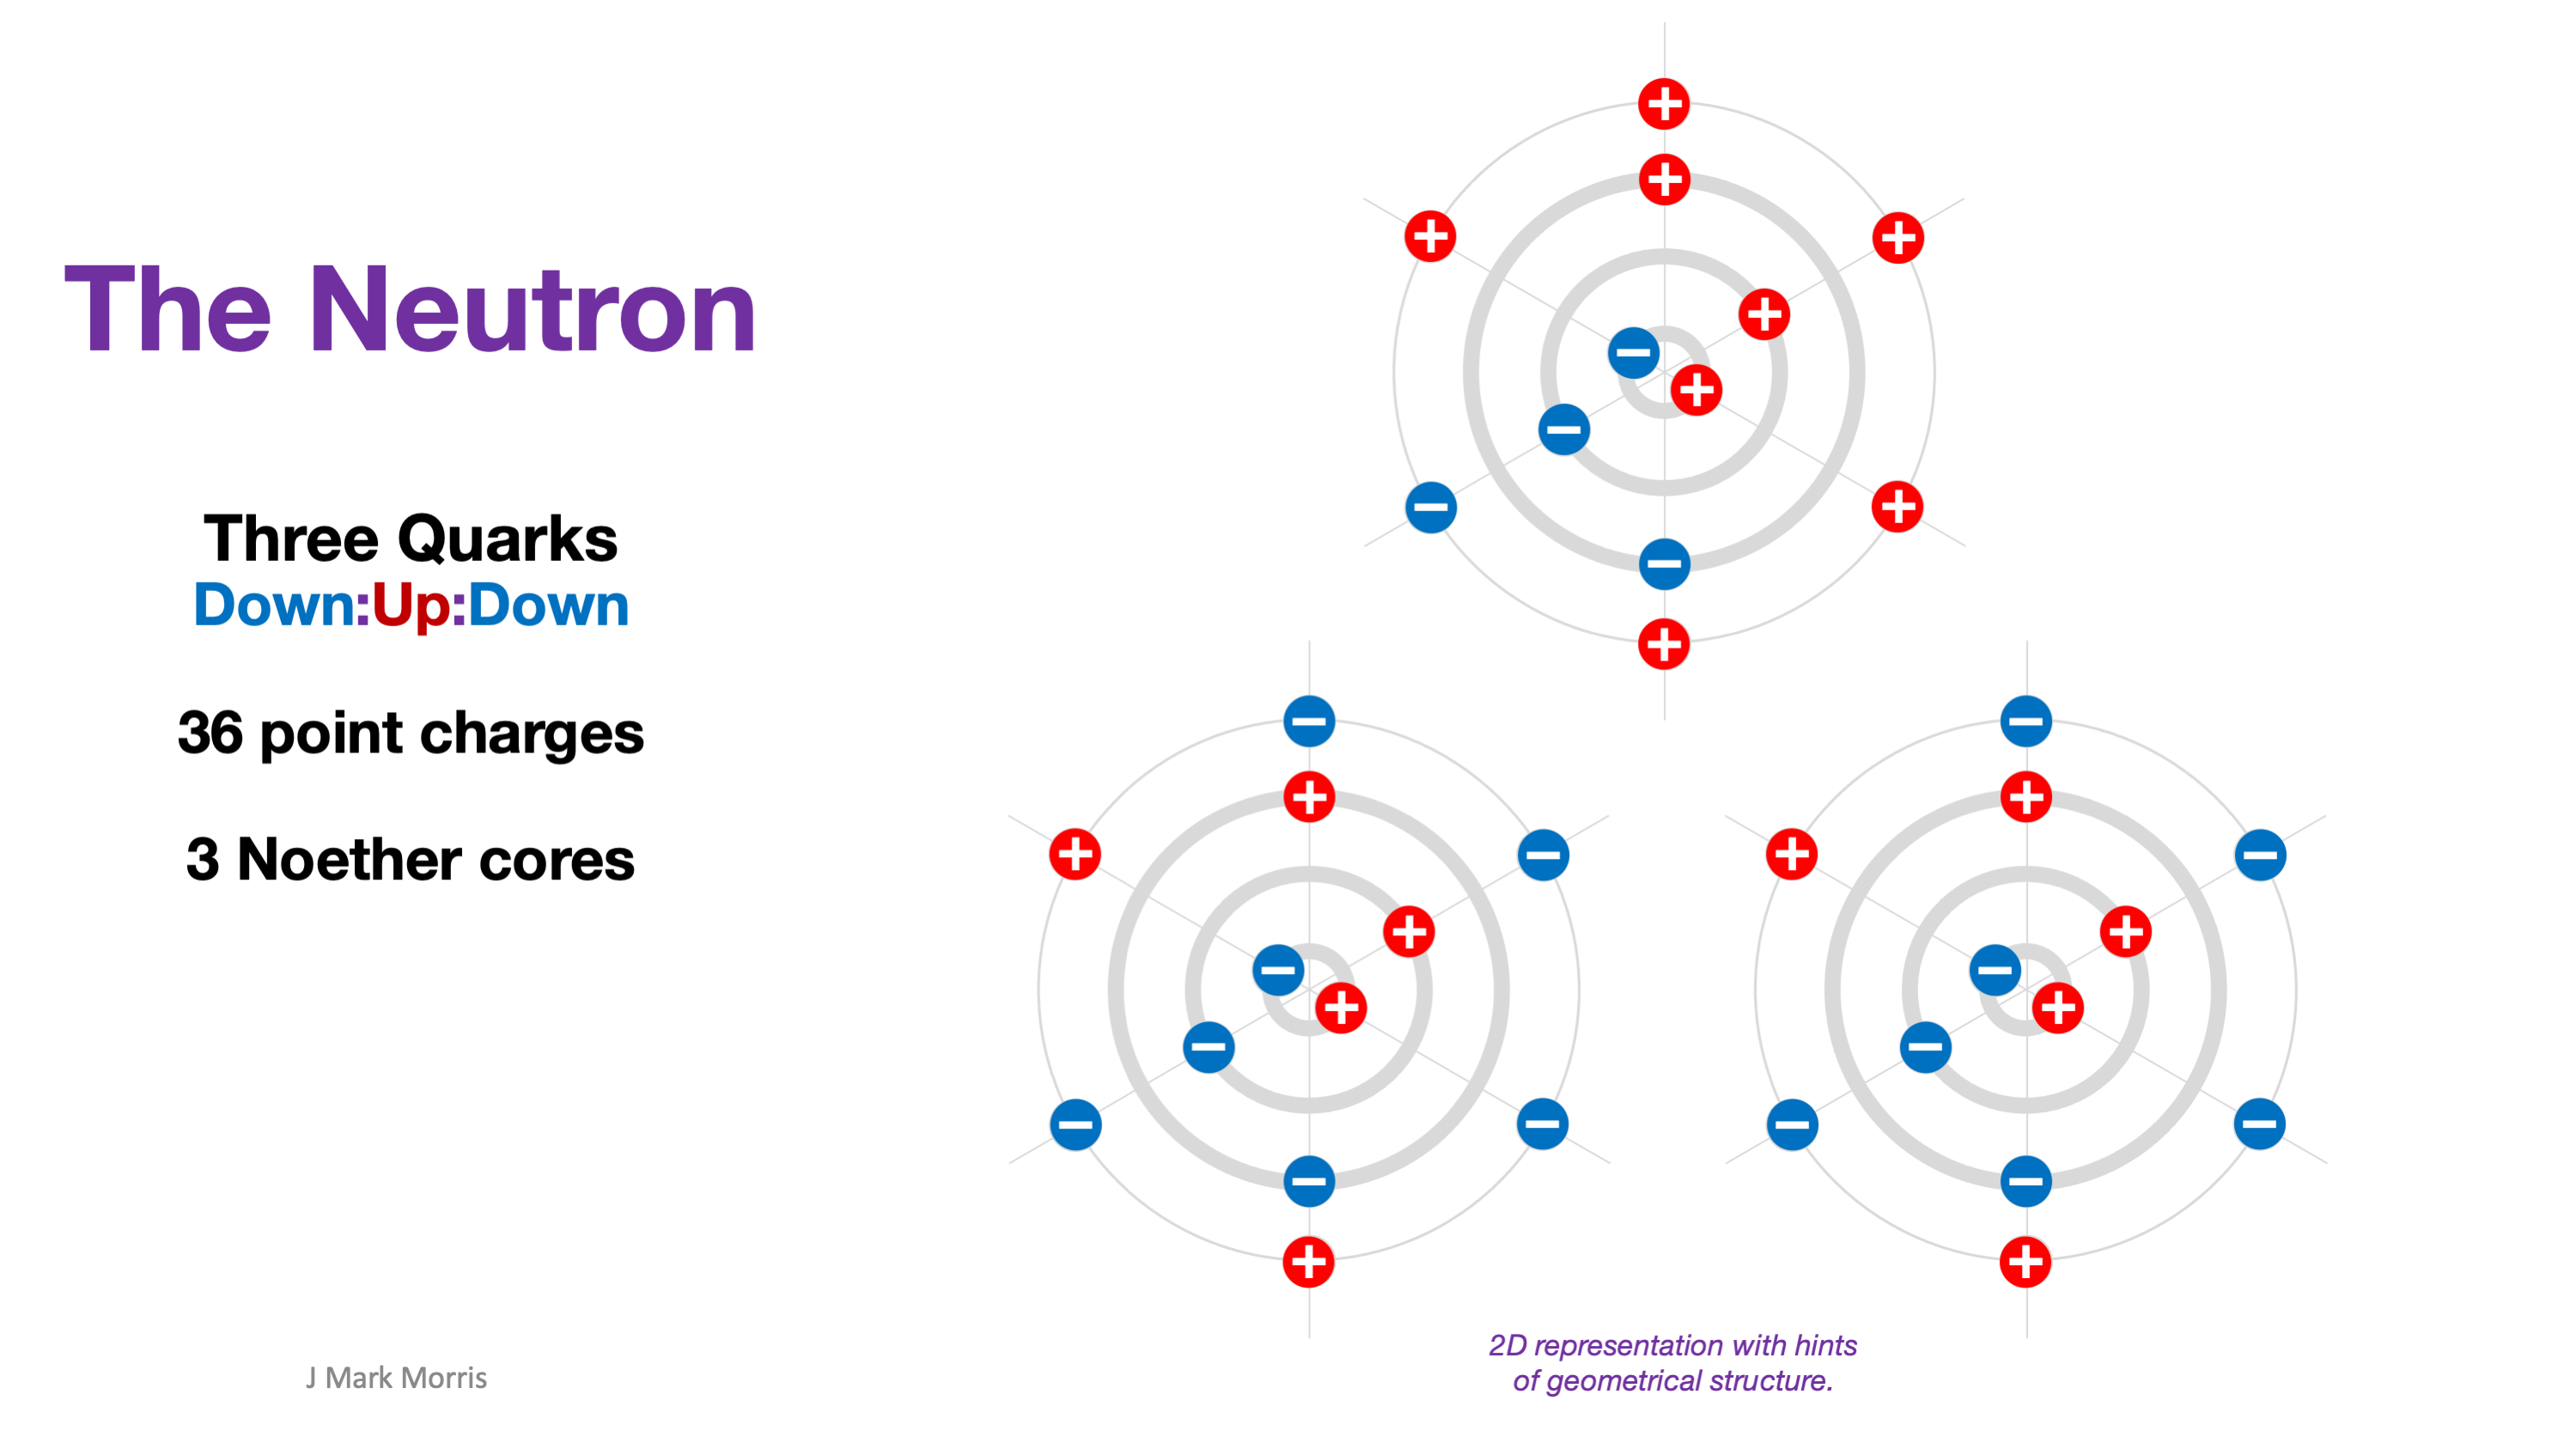 The Neutron
Three Quarks
Down:Up:Down
36 point charges
3 Noether cores
J Mark Morris
2D representation with hints
of geometrical structure.